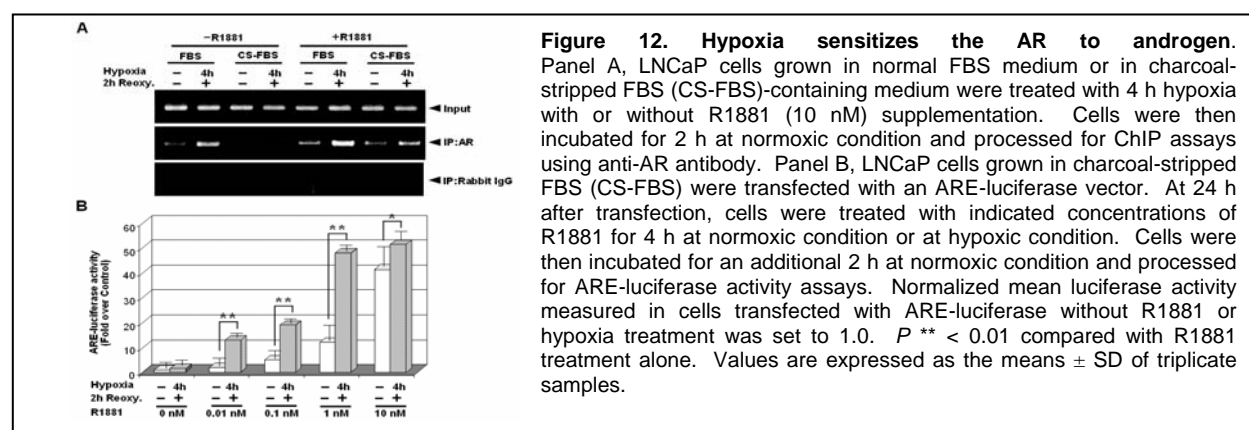 A
−R1881 +R1881
FBS CS-FBS FBS CS-FBS
Hypoxia − 4h − 4h − 4h − 4h
2h Reoxy. − + − + − + − +
Input
IP:AR
IP:Rabbit IgG
B
ARE-luciferase activity
(Fold over Control)
60
50
40
30
20
10
0
** ** ** *
Hypoxia − 4h − 4h − 4h − 4h − 4h
2h Reoxy. − + − + − + − + − +
R1881 0 nM 0.01 nM 0.1 nM 1 nM 10 nM
Figure 12. Hypoxia sensitizes the AR to androgen.
Panel A, LNCaP cells grown in normal FBS medium or in charcoal-
stripped FBS (CS-FBS)-containing medium were treated with 4 h hypoxia
with or without R1881 (10 nM) supplementation. Cells were then
incubated for 2 h at normoxic condition and processed for ChIP assays
using anti-AR antibody. Panel B, LNCaP cells grown in charcoal-stripped
FBS (CS-FBS) were transfected with an ARE-luciferase vector. At 24 h
after transfection, cells were treated with indicated concentrations of
R1881 for 4 h at normoxic condition or at hypoxic condition. Cells were
then incubated for an additional 2 h at normoxic condition and processed
for ARE-luciferase activity assays. Normalized mean luciferase activity
measured in cells transfected with ARE-luciferase without R1881 or
hypoxia treatment was set to 1.0. P ** < 0.01 compared with R1881
treatment alone. Values are expressed as the means ± SD of triplicate
samples.